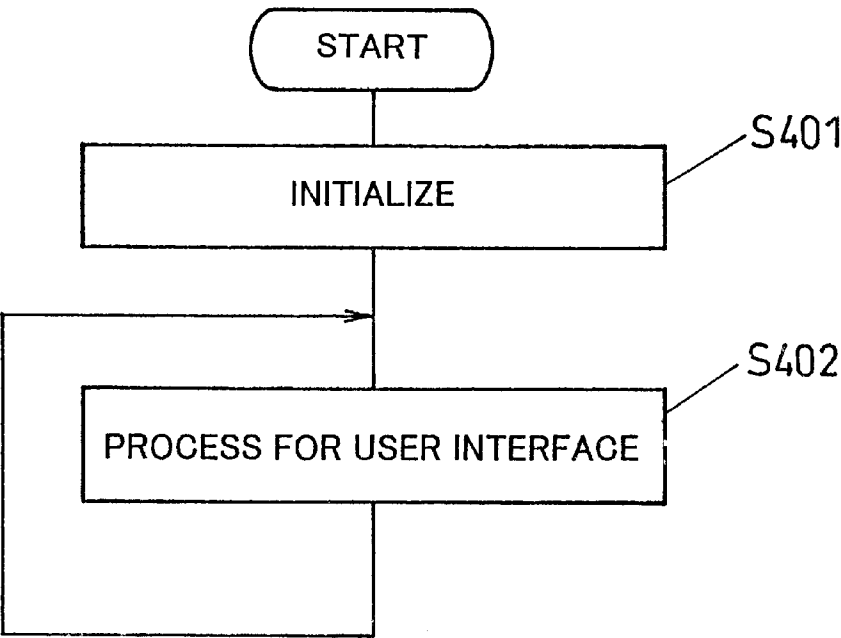 START
S401
INITIALIZE
S402
PROCESS FOR USER INTERFACE